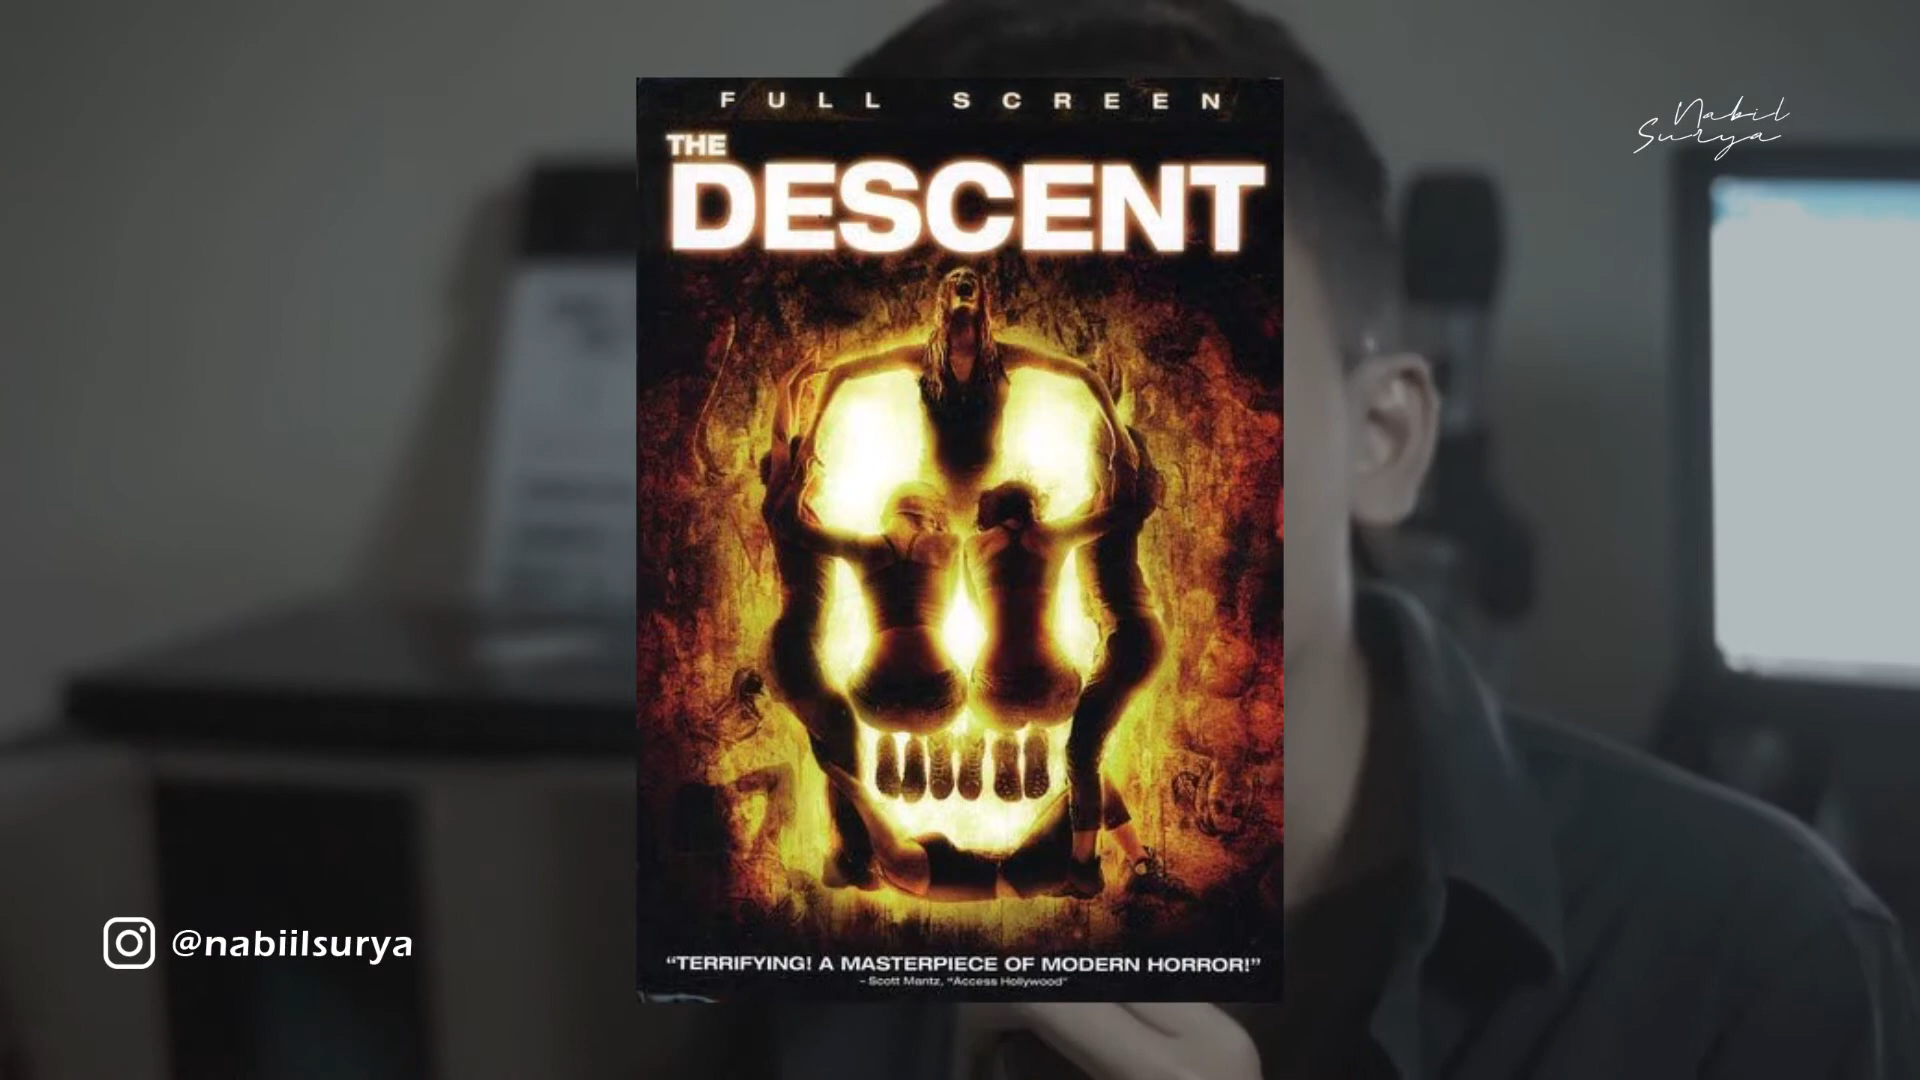 FULL SCREEN
THE
DESCENT
Nabil
Surya
@nabiilsurya
“TERRIFYING! A MASTERPIECE OF MODERN HORROR!”
– Scott Mantz, “Access Hollywood”